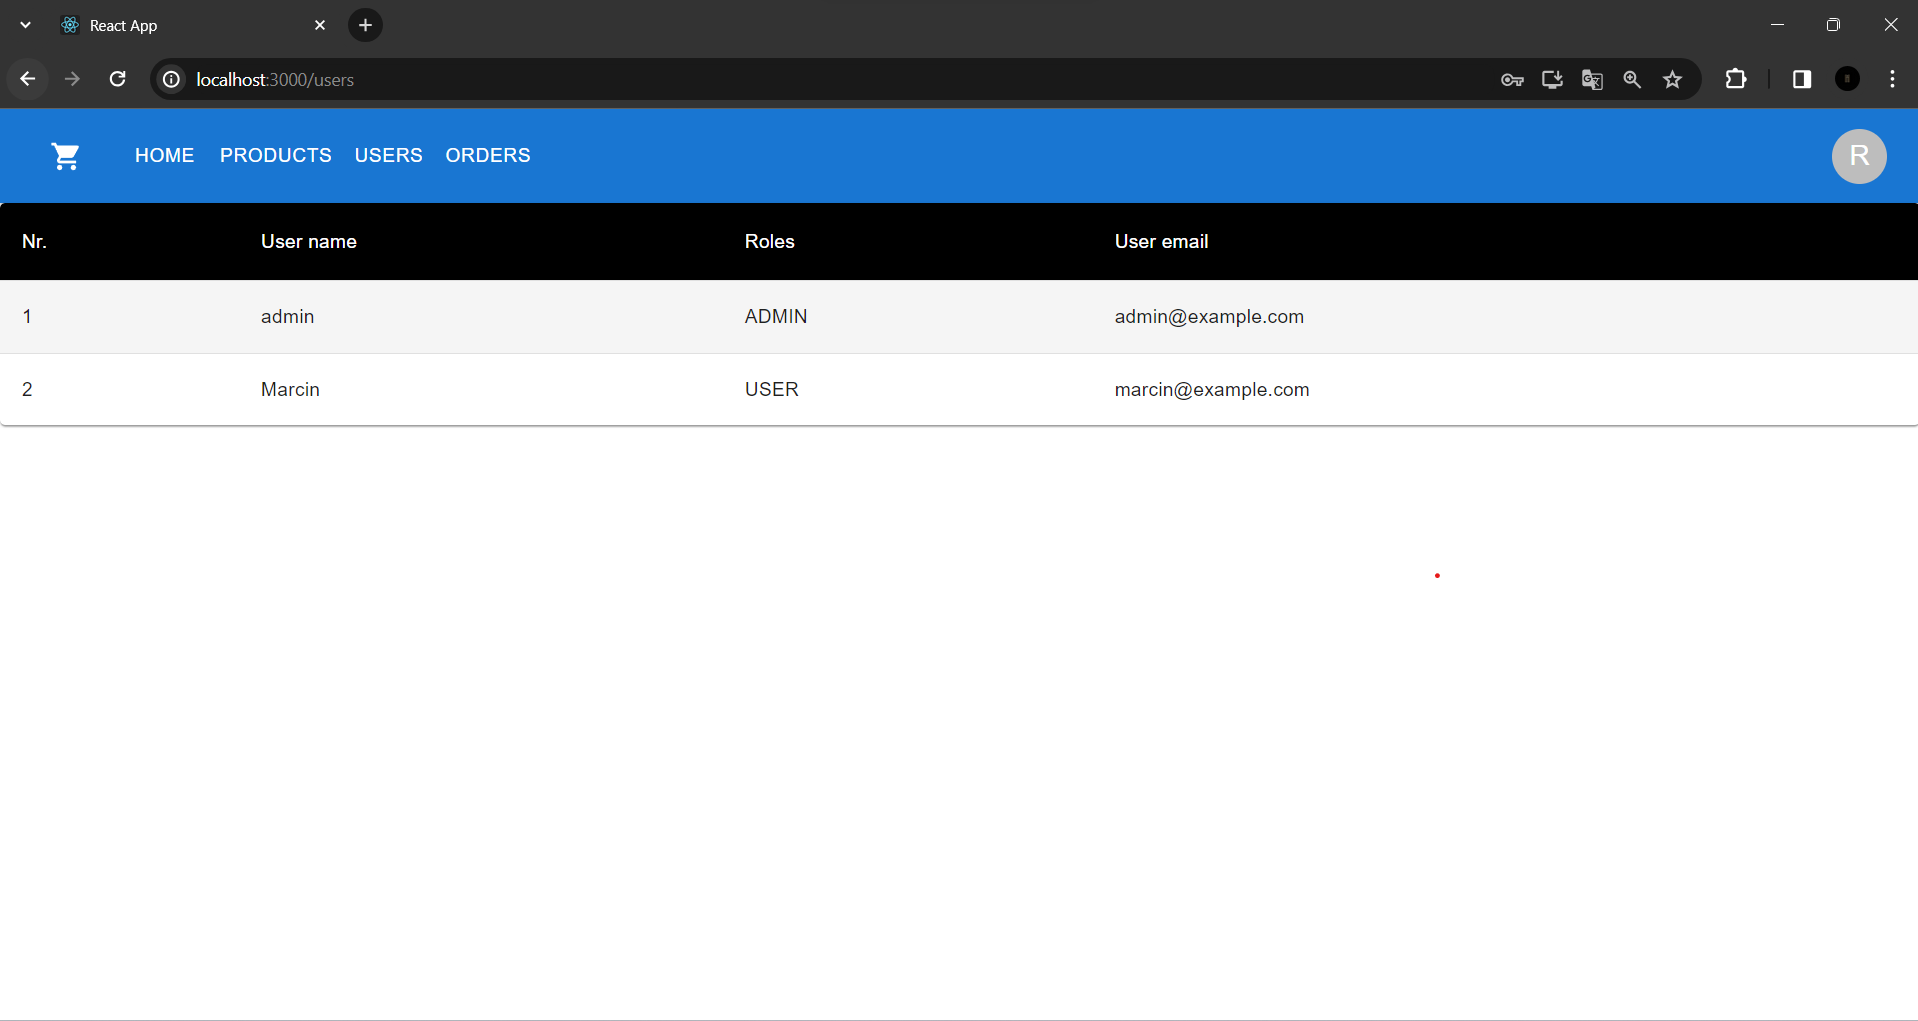 React App
localhost:3000/users
HOME PRODUCTS USERS ORDERS R
Nr. User name Roles User email
1 admin ADMIN admin@example.com
2 Marcin USER marcin@example.com